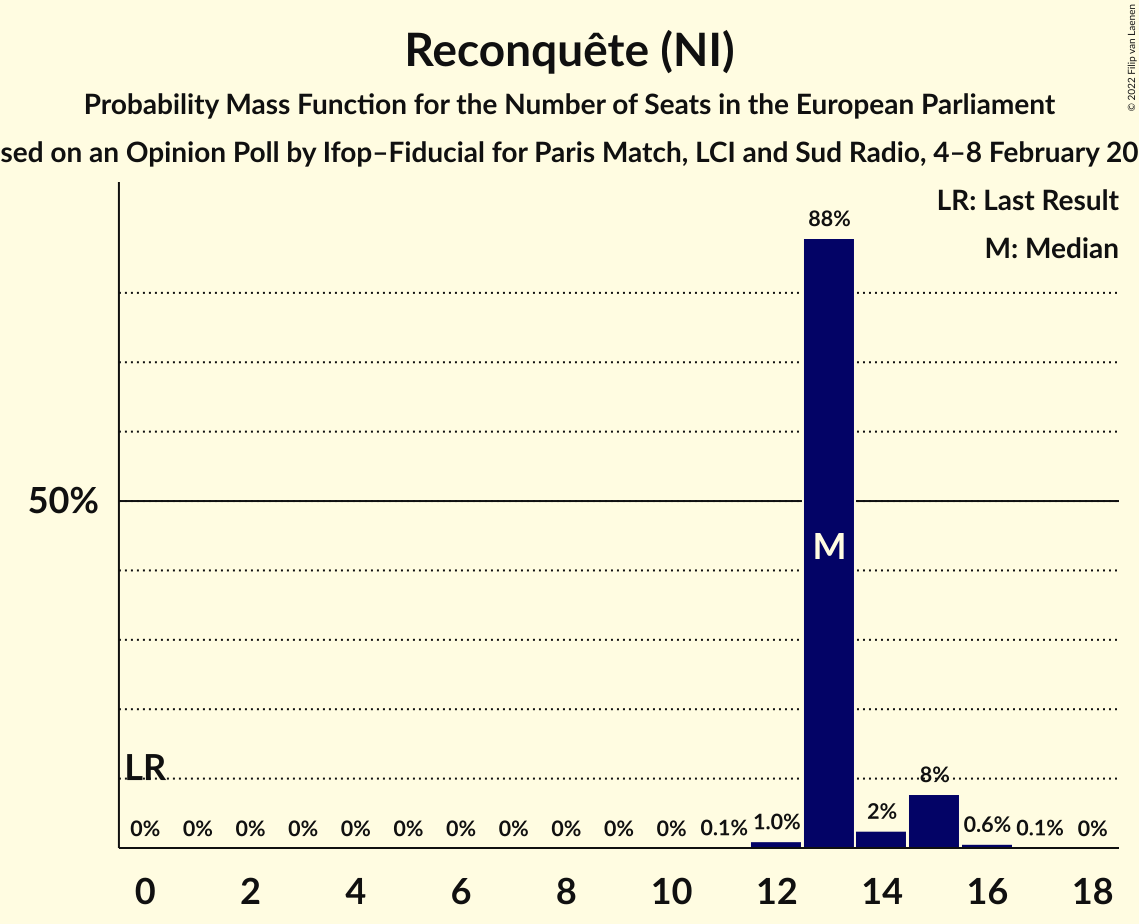 Reconquête (NI)
Probability Mass Function for the Number of Seats in the European Parliament
sed on an Opinion Poll by Ifop–Fiducial for Paris Match, LCI and Sud Radio, 4–8 February 20
© 2022 Filip van Laenen
LR: Last Result
M: Median
88%
50%
M
LR
8%
0% 0% 0% 0% 0% 0% 0% 0% 0% 0% 0% 0.1% 1.0% 2% 0.6% 0.1% 0%
0 2 4 6 8 10 12 14 16 18